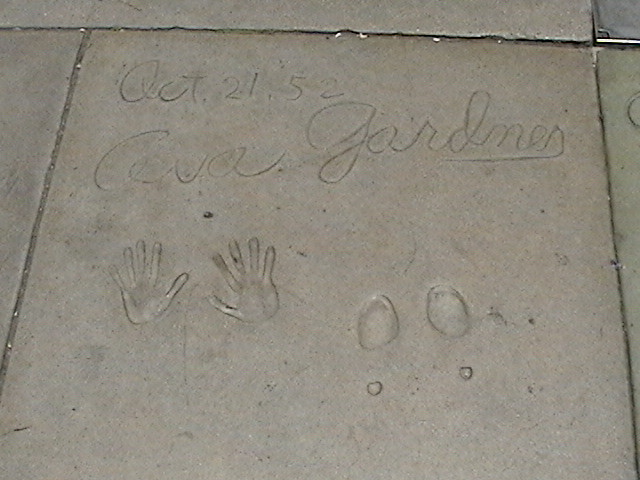 Oct. 21. 52
Ava Gardner